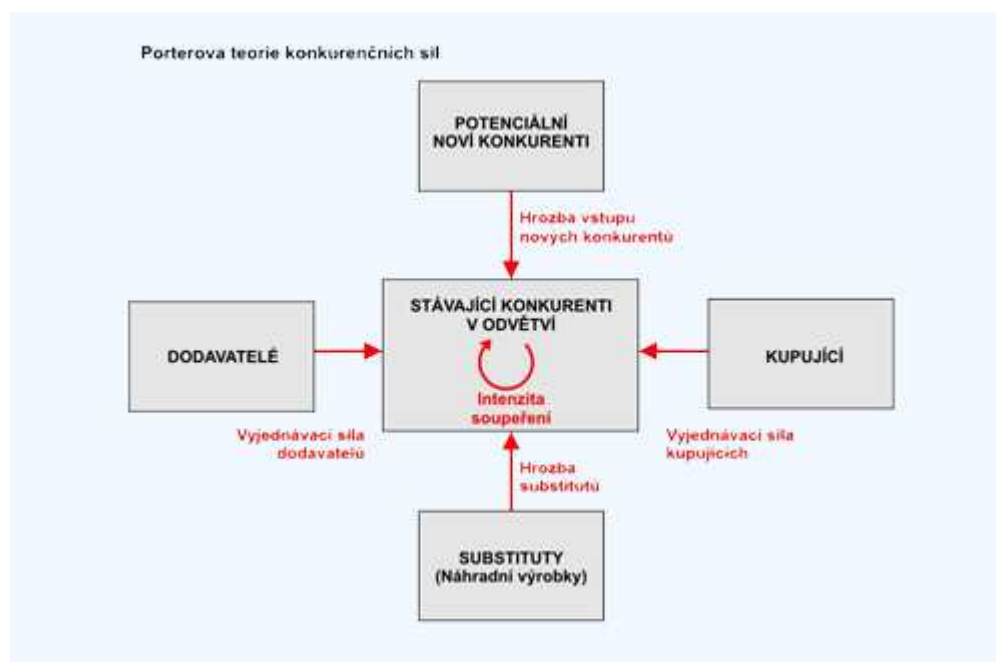 Porterova teorie konkurenčních sil
POTENCIÁLNÍ
NOVÍ KONKURENTI
Hrozba vstupu
nových konkurentů
STÁVAJÍCÍ KONKURENTI
V ODVĚTVÍ
DODAVATELÉ
KUPUJÍCÍ
Intenzita
soupeření
Vyjednávací síla
dodavatelů
Vyjednávací síla
kupujících
Hrozba
substitutů
SUBSTITUTY
(Náhradní výrobky)